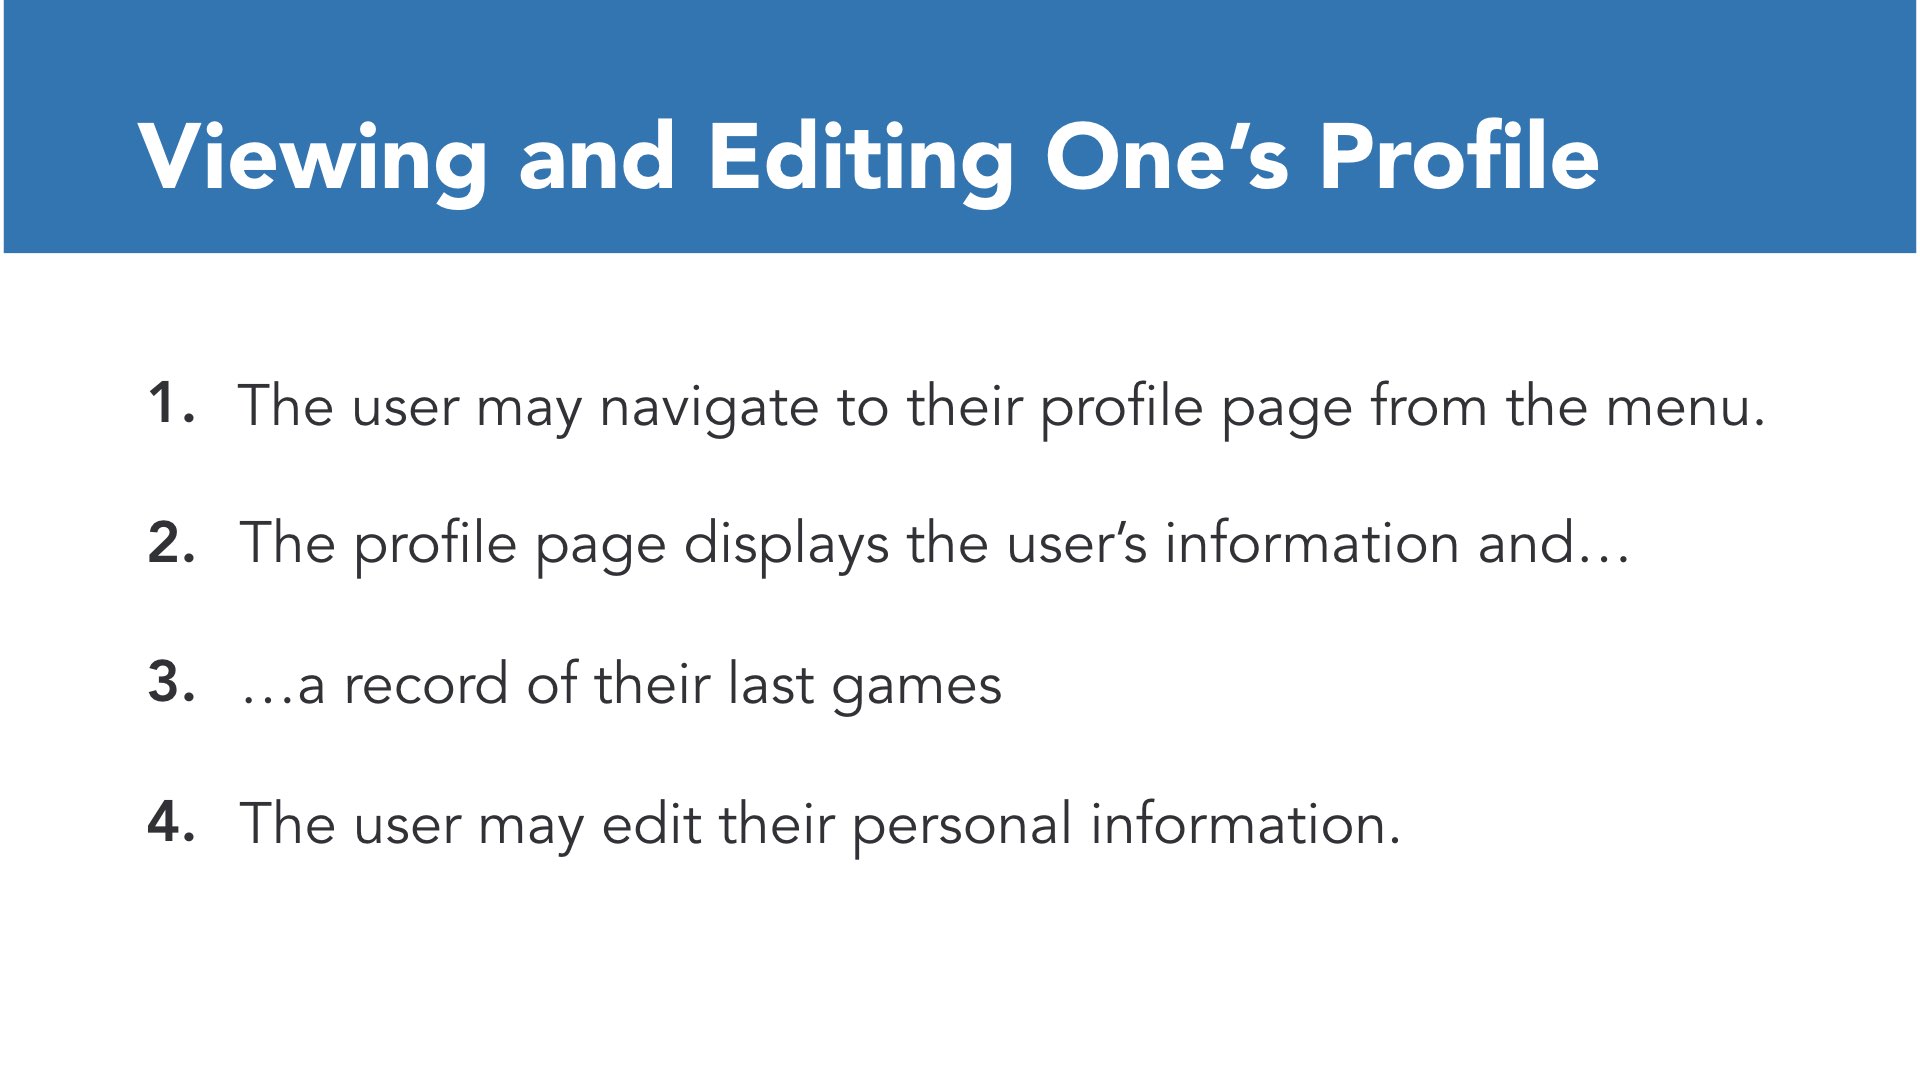 Viewing and Editing One’s Profile
1. The user may navigate to their profile page from the menu.
2. The profile page displays the user’s information and…
3. …a record of their last games
4. The user may edit their personal information.